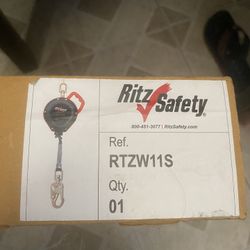 Ritz Safety®
800-451-3077 | RitzSafety.com
Ref.
RTZW11S
Qty.
01